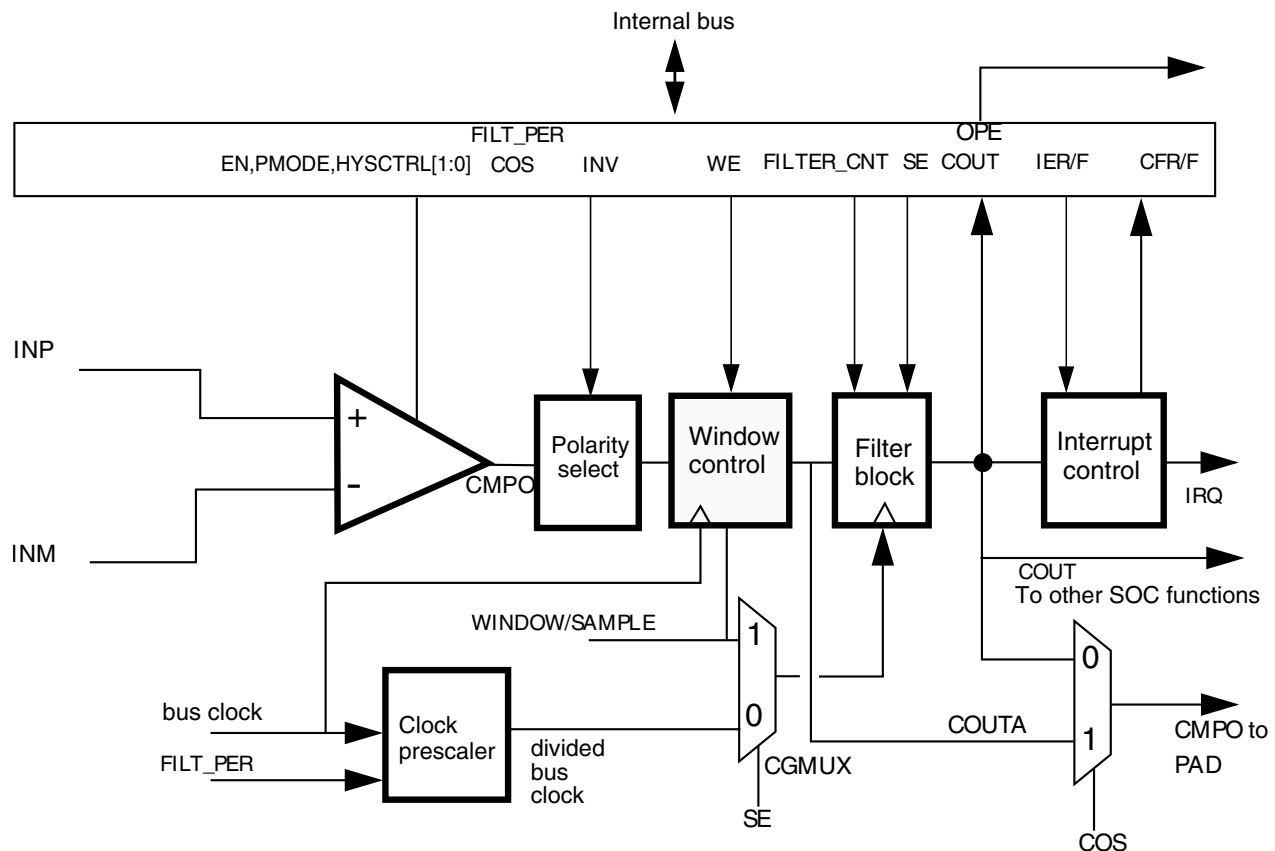 Internal bus
FILT_PER
OPE
EN,PMODE,HYSCTRL[1:0]
COS
INV
WE
FILTER_CNT
SE
COUT
IER/F
CFR/F
INP
+
-
INM
CMPO
Polarity
select
Window
control
Filter
block
Interrupt
control
IRQ
COUT
To other SOC functions
WINDOW/SAMPLE
1
0
CGMUX
SE
bus clock
FILT_PER
Clock
prescaler
divided
bus
clock
COUTA
0
1
CMPO to
PAD
COS